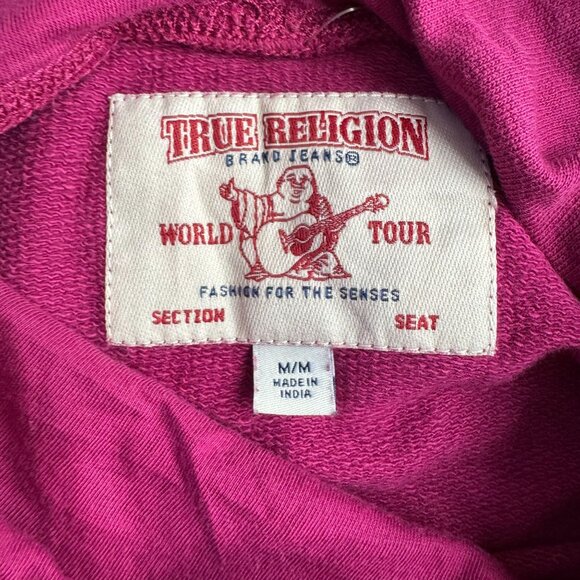 TRUE RELIGION
BRAND JEANS®
WORLD TOUR
FASHION FOR THE SENSES
SECTION SEAT
M/M
MADE IN
INDIA